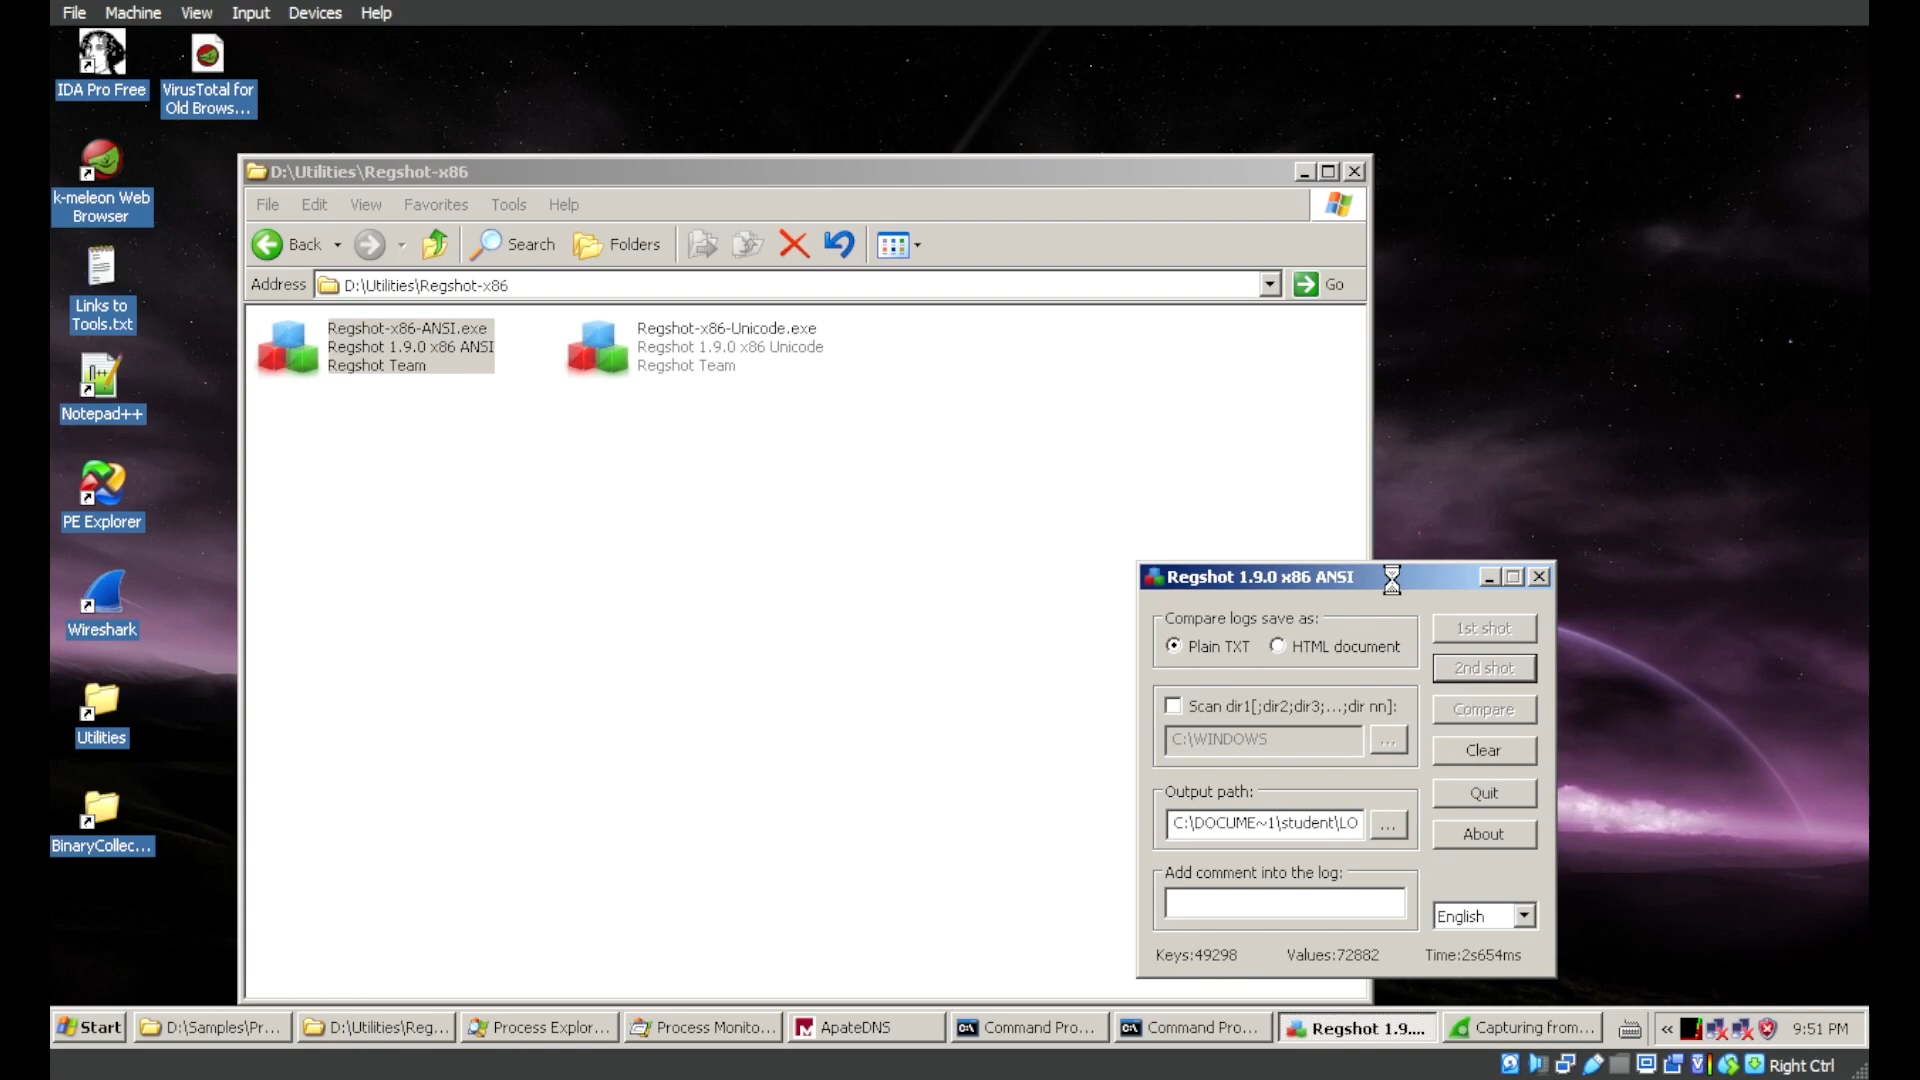 File Machine View Input Devices Help
IDA Pro Free
VirusTotal for
Old Brows...
k-meleon Web
Browser
Links to
Tools.txt
Notepad++
PE Explorer
Wireshark
Utilities
BinaryCollec...
D:\Utilities\Regshot-x86
File Edit View Favorites Tools Help
Back Search Folders
Address D:\Utilities\Regshot-x86 Go
Regshot-x86-ANSI.exe
Regshot 1.9.0 x86 ANSI
Regshot Team
Regshot-x86-Unicode.exe
Regshot 1.9.0 x86 Unicode
Regshot Team
Regshot 1.9.0 x86 ANSI
Compare logs save as:
Plain TXT HTML document
Scan dir1[;dir2;dir3;...;dir nn]:
C:\WINDOWS ...
Output path:
C:\DOCUME~1\student\LO ...
Add comment into the log:
1st shot
2nd shot
Compare
Clear
Quit
About
English
Keys:49298 Values:72882 Time:2s654ms
Start D:\Samples\Pr... D:\Utilities\Reg... Process Explor... Process Monito... ApateDNS Command Pro... Command Pro... Regshot 1.9.... Capturing from... « 9:51 PM
Right Ctrl